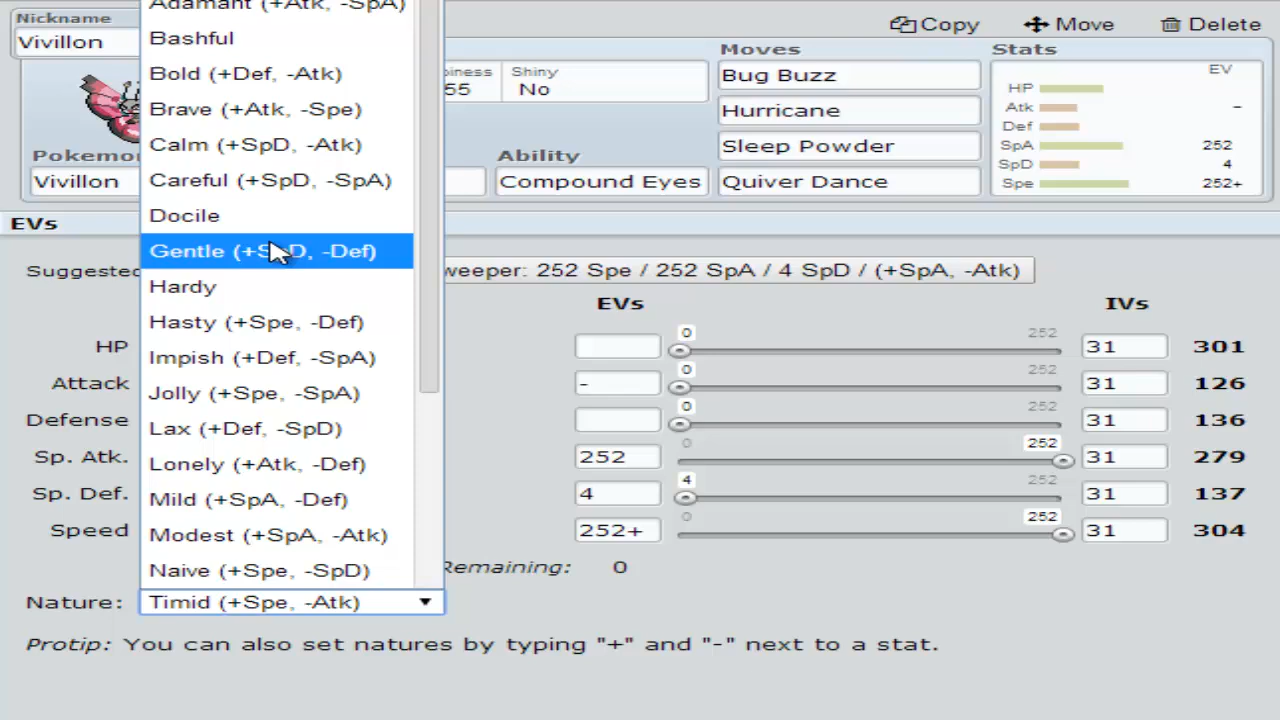 Nickname
Vivillon
Pokemo
Vivillon
Adamant (+Atk, -SpA)
Bashful
Bold (+Def, -Atk)
Brave (+Atk, -Spe)
Calm (+SpD, -Atk)
Careful (+SpD, -SpA)
Docile
Gentle (+SpD, -Def)
Hardy
Hasty (+Spe, -Def)
Impish (+Def, -SpA)
Jolly (+Spe, -SpA)
Lax (+Def, -SpD)
Lonely (+Atk, -Def)
Mild (+SpA, -Def)
Modest (+SpA, -Atk)
Naive (+Spe, -SpD)
Copy Move Delete
piness Shiny
55 No
Ability
Compound Eyes
Moves
Bug Buzz
Hurricane
Sleep Powder
Quiver Dance
Stats
EV
HP
Atk -
Def
SpA 252
SpD 4
Spe 252+
EVs
Suggested weeper: 252 Spe / 252 SpA / 4 SpD / (+SpA, -Atk)
EVs IVs
HP 0 252 31 301
Attack - 0 252 31 126
Defense 0 252 31 136
Sp. Atk. 252 0 252 31 279
Sp. Def. 4 4 252 31 137
Speed 252+ 0 252 31 304
Remaining: 0
Nature: Timid (+Spe, -Atk)
Protip: You can also set natures by typing "+" and "-" next to a stat.